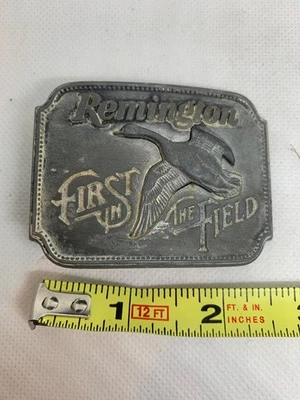 Remington
FIRST IN THE FIELD
1 12 FT 2 FT. & IN.
INCHES